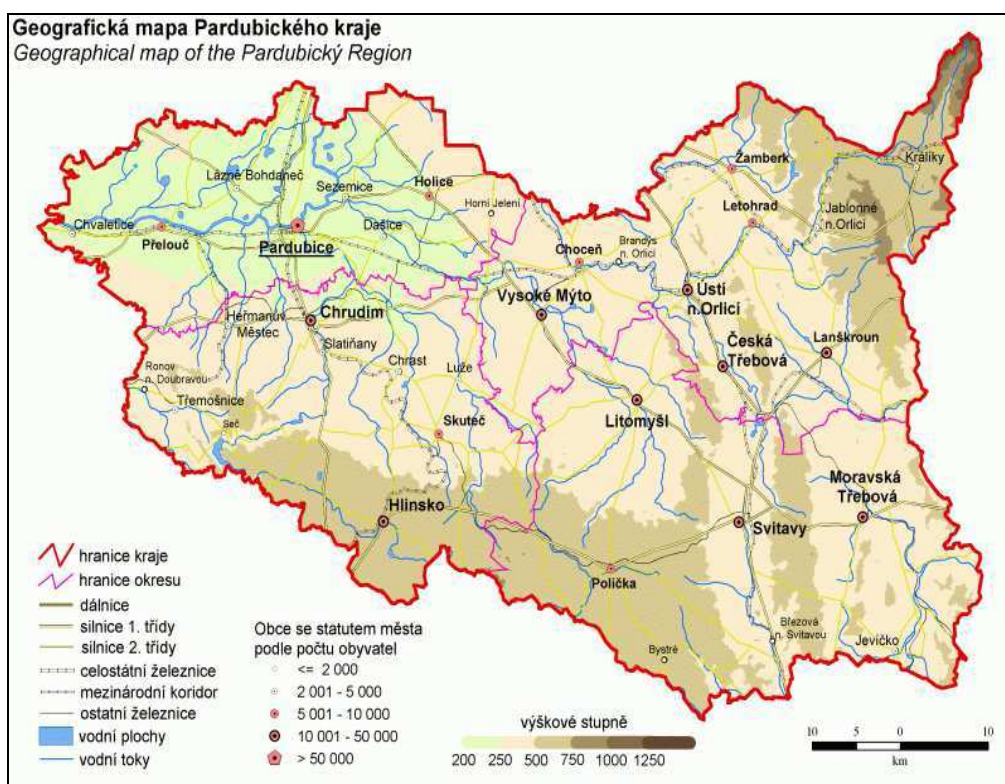 Geografická mapa Pardubického kraje
Geographical map of the Pardubický Region
Králíky
Žamberk
Lázně Bohdaneč
Sezemice
Holice
Horní Jelení
Letohrad
Jablonné
n.Orlicí
Chvaletice
Přelouč
Pardubice
Dašice
Choceň
Brandýs
n. Orlicí
Ústí
n.Orlicí
Vysoké Mýto
Heřmanův
Městec
Chrudim
Slatiňany
Česká
Třebová
Lanškroun
Ronov
n. Doubravou
Třemošnice
Chrast
Luže
Litomyšl
Seč
Skuteč
Moravská
Třebová
Hlinsko
Svitavy
Polička
Březová
n. Svitavou
Bystré
Jevíčko
hranice kraje
hranice okresu
dálnice
silnice 1. třídy
silnice 2. třídy
celostátní železnice
mezinárodní koridor
ostatní železnice
vodní plochy
vodní toky
Obce se statutem města
podle počtu obyvatel
<= 2 000
2 001 - 5 000
5 001 - 10 000
10 001 - 50 000
> 50 000
výškové stupně
200 250 500 750 1000 1250
10 5 0 10
km